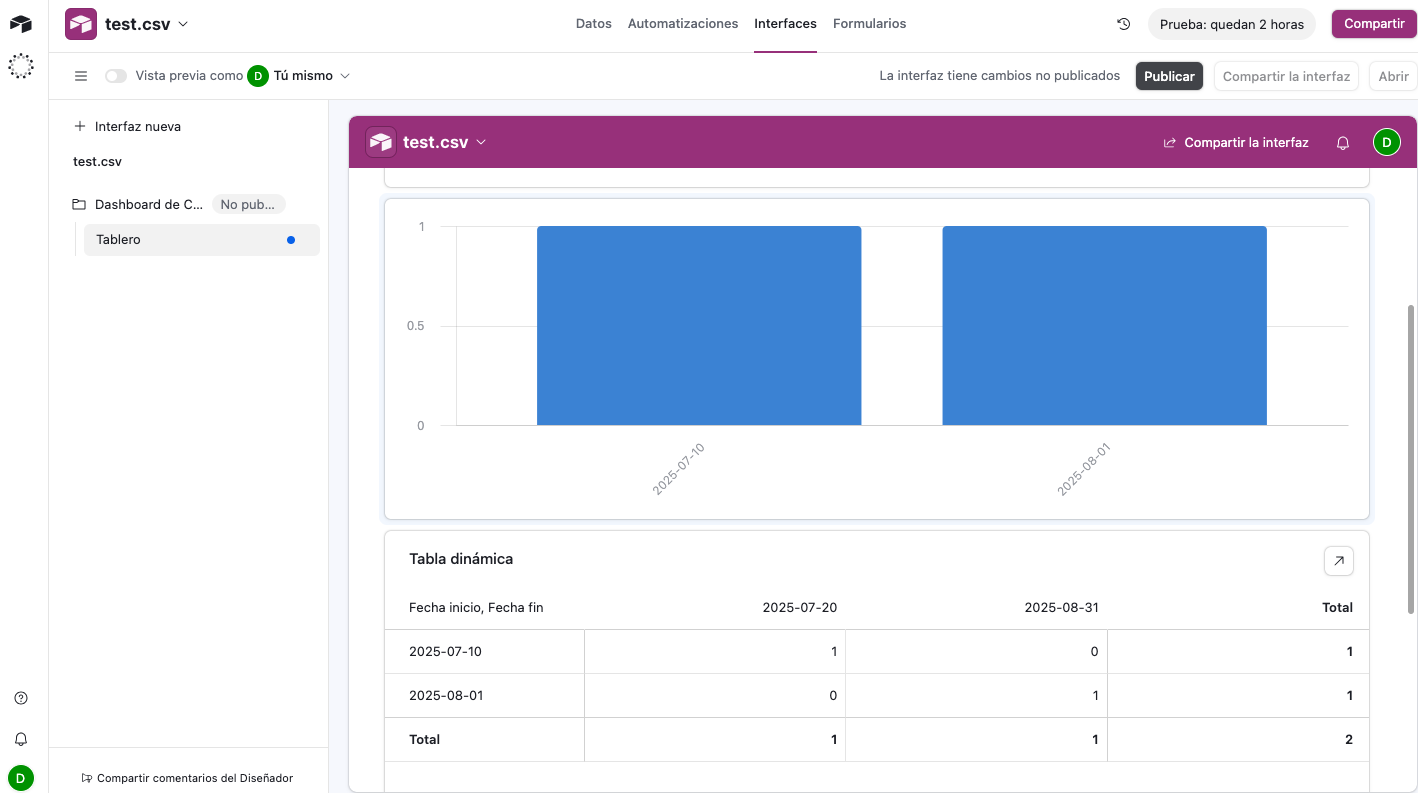 test.csv
Datos
Automatizaciones
Interfaces
Formularios
Prueba: quedan 2 horas
Compartir
Vista previa como
D
Tú mismo
La interfaz tiene cambios no publicados
Publicar
Compartir la interfaz
Abrir
Interfaz nueva
test.csv
Dashboard de C...
No pub...
Tablero
test.csv
Compartir la interfaz
D
1
0.5
0
2025-07-10
2025-08-01
Tabla dinámica
Fecha inicio, Fecha fin 2025-07-20 2025-08-31 Total
2025-07-10 1 0 1
2025-08-01 0 1 1
Total 1 1 2
D
Compartir comentarios del Diseñador